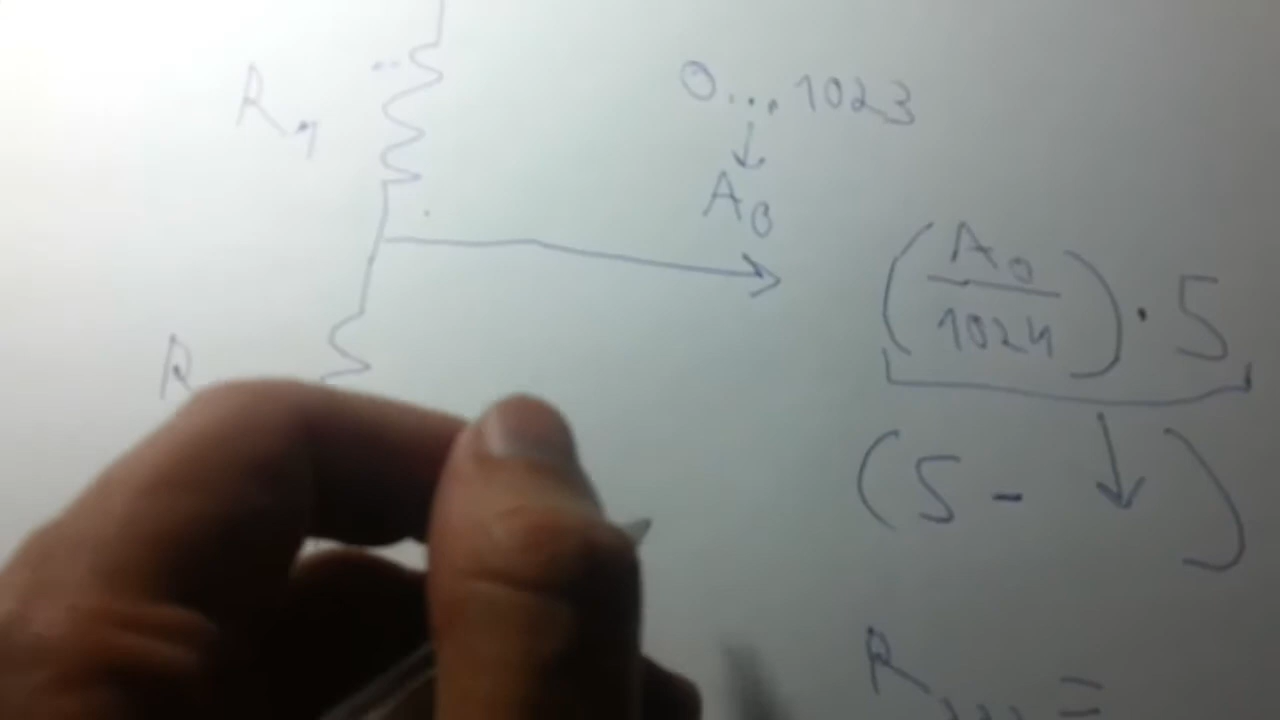 R₁
0...1023
A₀
(A₀/1024)·5
R
(5 - )
R =